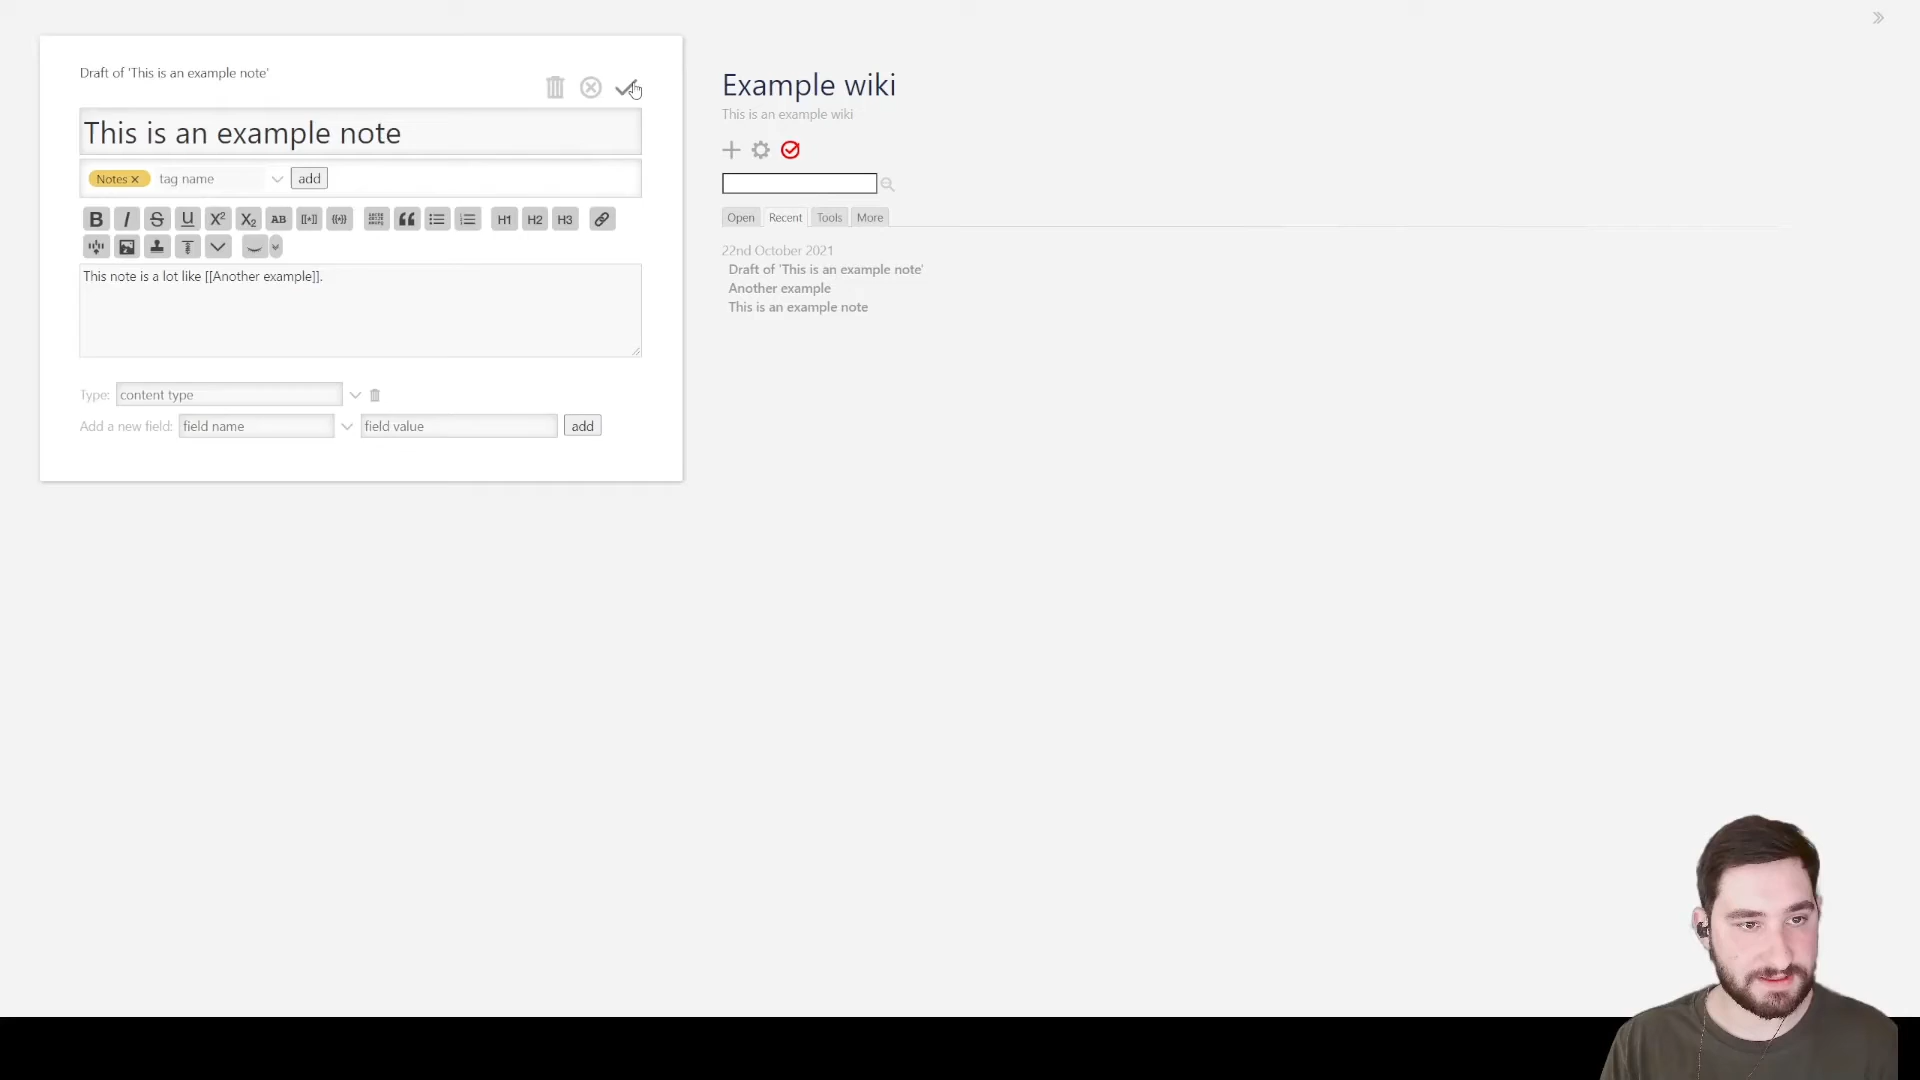 Draft of 'This is an example note'
This is an example note
Notes × tag name add
B I S U X² X₂ AB [[*]] {{*}} H1 H2 H3
This note is a lot like [[Another example]].
Type: content type
Add a new field: field name field value add
Example wiki
This is an example wiki
Open Recent Tools More
22nd October 2021
Draft of 'This is an example note'
Another example
This is an example note